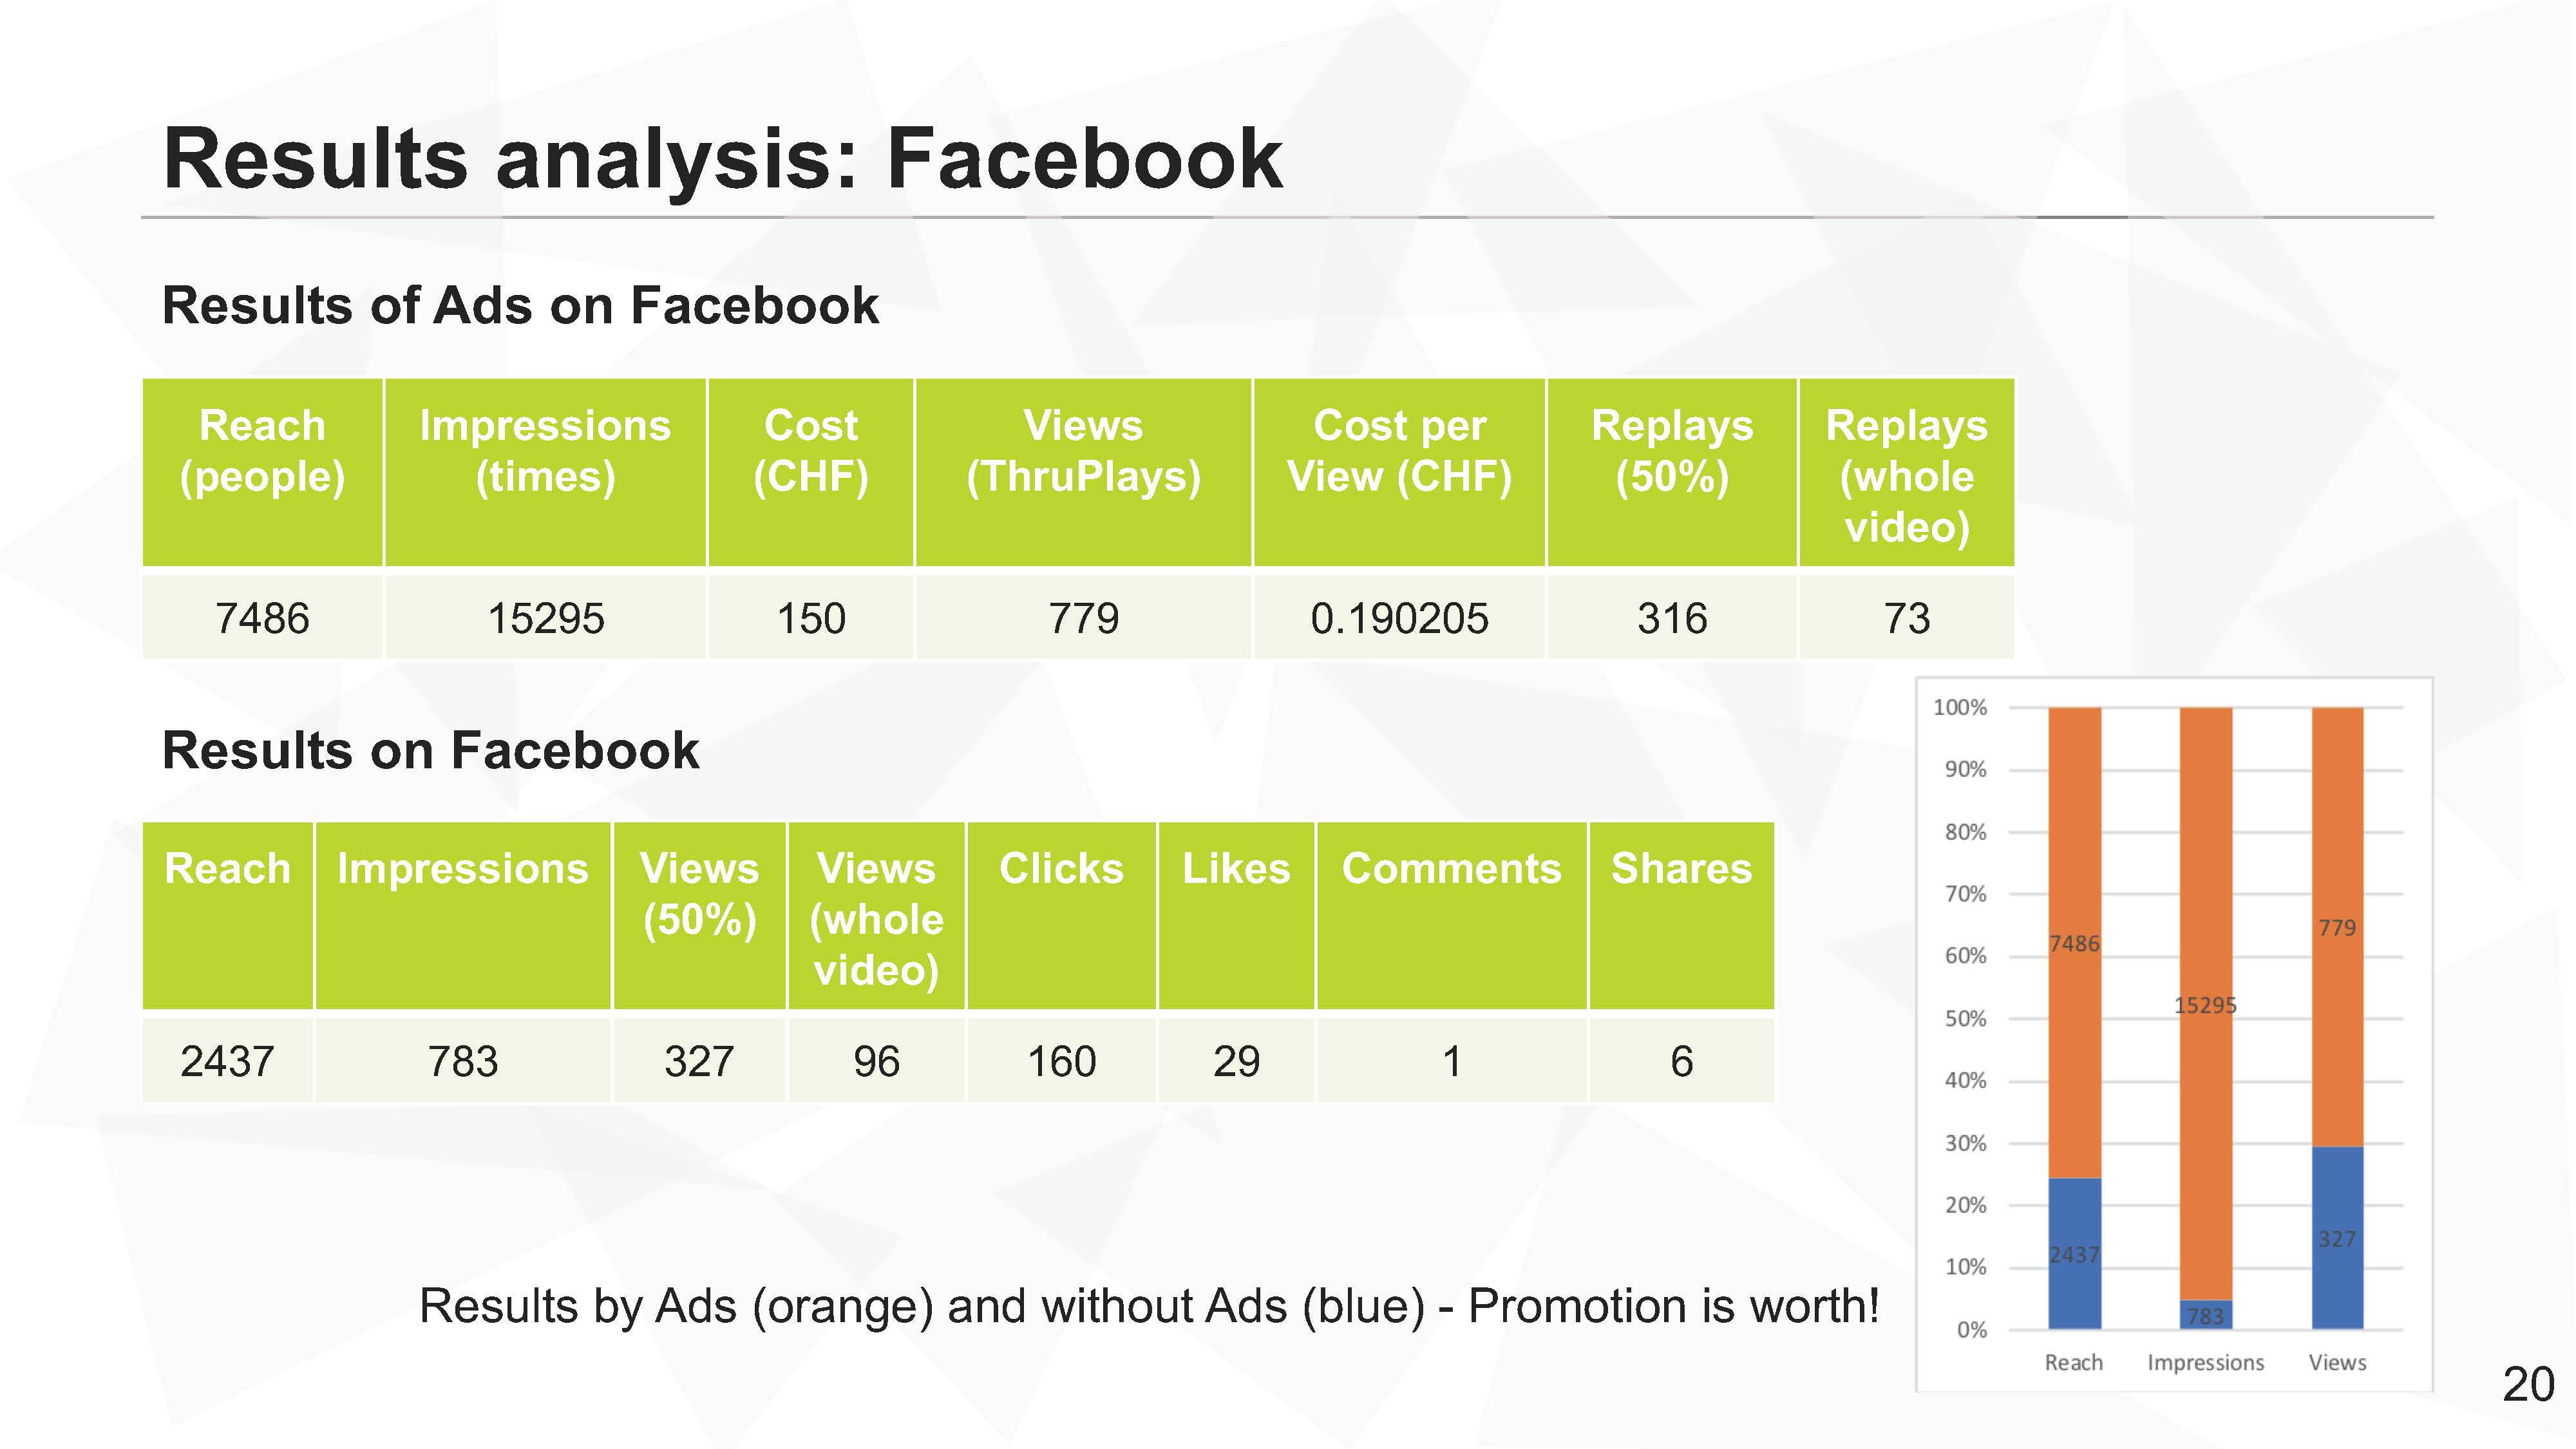 Results analysis: Facebook
Results of Ads on Facebook
Reach (people)	Impressions (times)	Cost (CHF)	Views (ThruPlays)	Cost per View (CHF)	Replays (50%)	Replays (whole video)
7486	15295	150	779	0.190205	316	73
Results on Facebook
Reach	Impressions	Views (50%)	Views (whole video)	Clicks	Likes	Comments	Shares
2437	783	327	96	160	29	1	6
100%
90%
80%
70%
60%
50%
40%
30%
20%
10%
0%
7486
15295
779
2437
783
327
Reach	Impressions	Views
Results by Ads (orange) and without Ads (blue) - Promotion is worth!
20